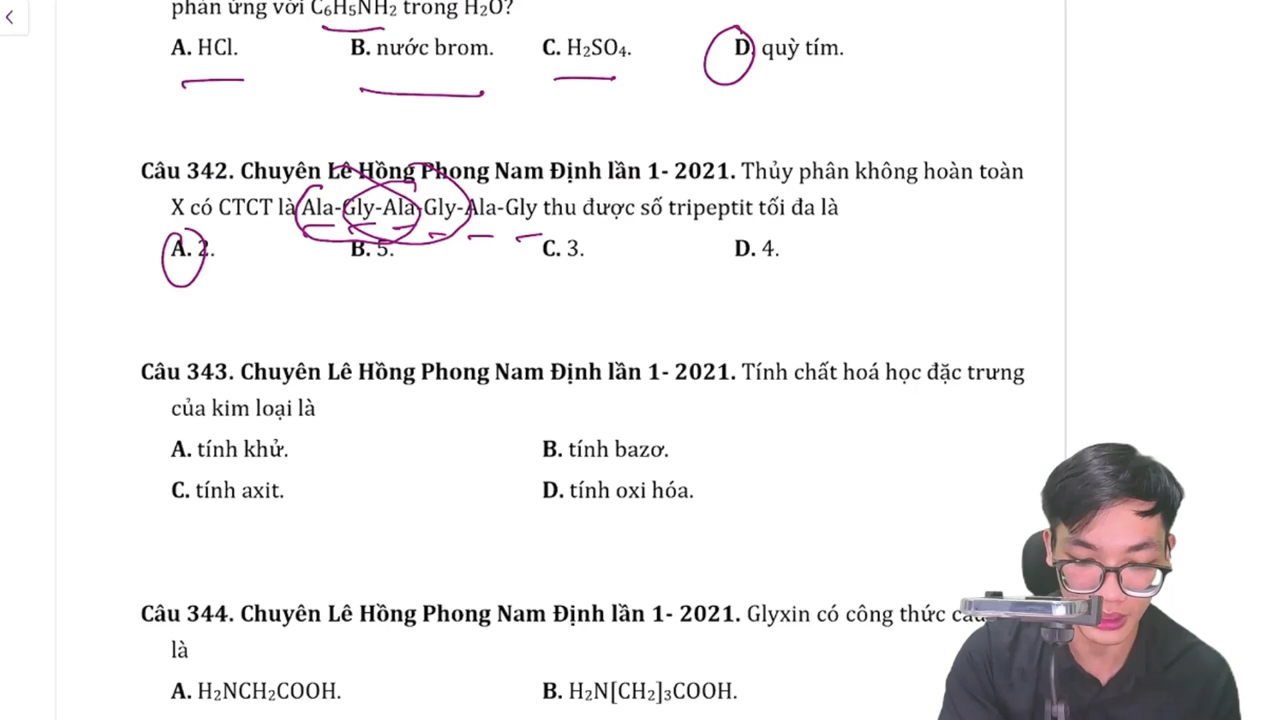 phản ứng với C₆H₅NH₂ trong H₂O?
A. HCl. B. nước brom. C. H₂SO₄. D. quỳ tím.
Câu 342. Chuyên Lê Hồng Phong Nam Định lần 1- 2021. Thủy phân không hoàn toàn
X có CTCT là Ala-Gly-Ala-Gly-Ala-Gly thu được số tripeptit tối đa là
A. 2. B. 5. C. 3. D. 4.
Câu 343. Chuyên Lê Hồng Phong Nam Định lần 1- 2021. Tính chất hoá học đặc trưng
của kim loại là
A. tính khử. B. tính bazơ.
C. tính axit. D. tính oxi hóa.
Câu 344. Chuyên Lê Hồng Phong Nam Định lần 1- 2021. Glyxin có công thức
là
A. H₂NCH₂COOH. B. H₂N[CH₂]₃COOH.